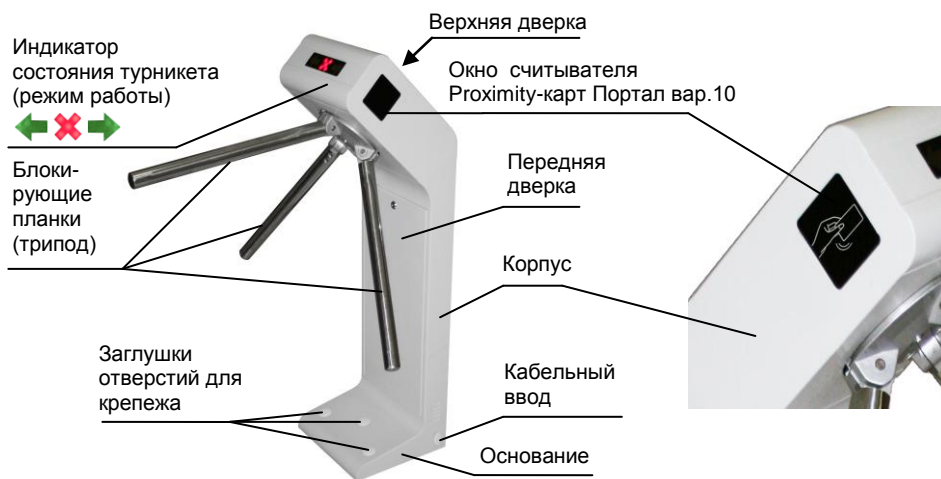 Верхняя дверка
Индикатор
состояния турникета
(режим работы)
Окно считывателя
Proximity-карт Портал вар.10
Блоки-
рующие
планки
(трипод)
Передняя
дверка
Корпус
Заглушки
отверстий для
крепежа
Кабельный
ввод
Основание